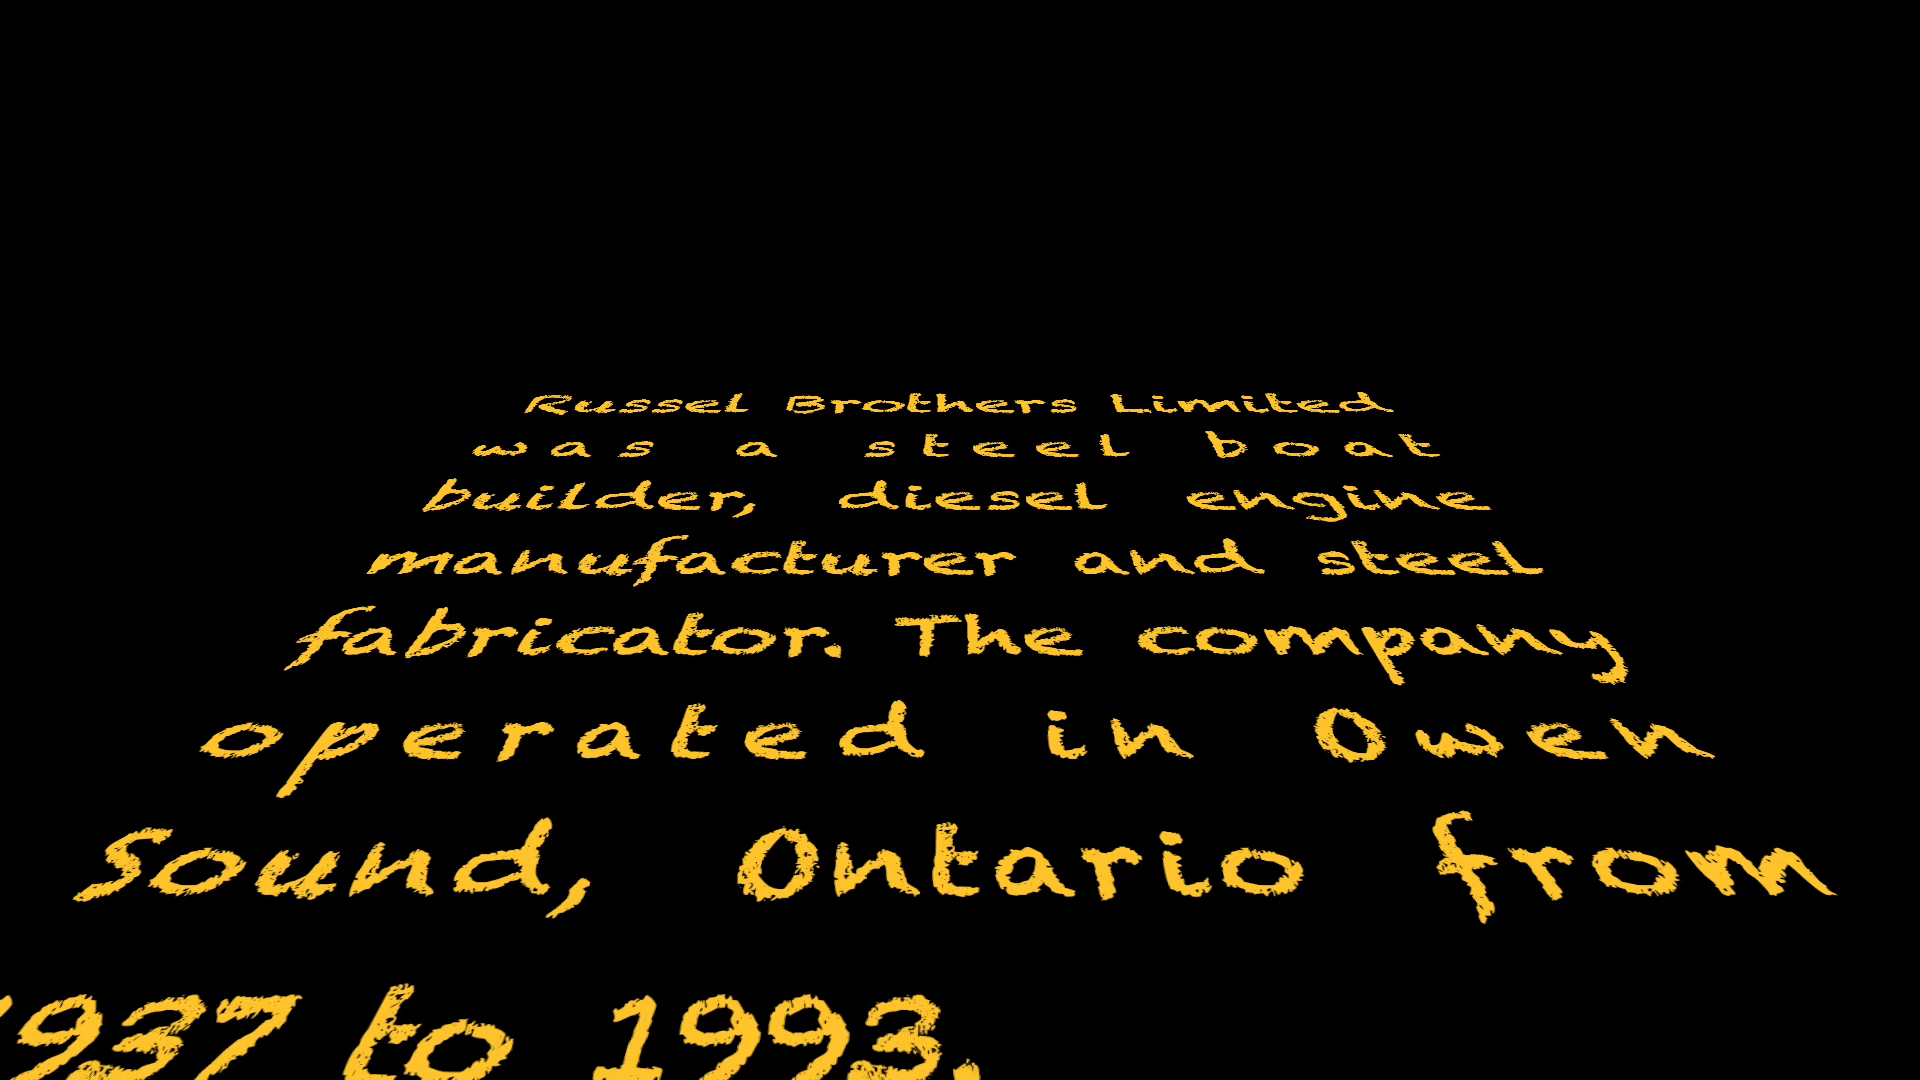 Russel Brothers Limited
was a steel boat
builder, diesel engine
manufacturer and steel
fabricator. The company
operated in Owen
Sound, Ontario from
1937 to 1993.